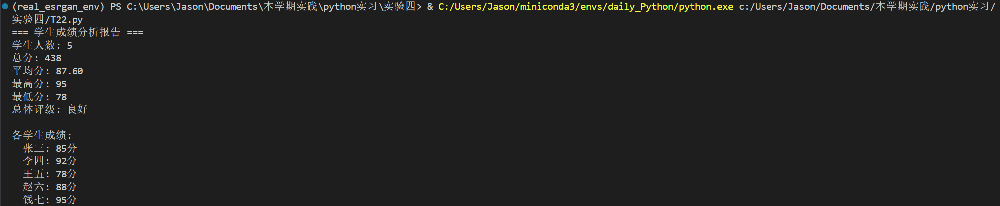 (real_esrgan_env) PS C:\Users\Jason\Documents\本学期实践\python实习\实验四> & C:/Users/Jason/miniconda3/envs/daily_Python/python.exe c:/Users/Jason/Documents/本学期实践/python实习/
实验四/T22.py
=== 学生成绩分析报告 ===
学生人数: 5
总分: 438
平均分: 87.60
最高分: 95
最低分: 78
总体评级: 良好
各学生成绩:
张三: 85分
李四: 92分
王五: 78分
赵六: 88分
钱七: 95分